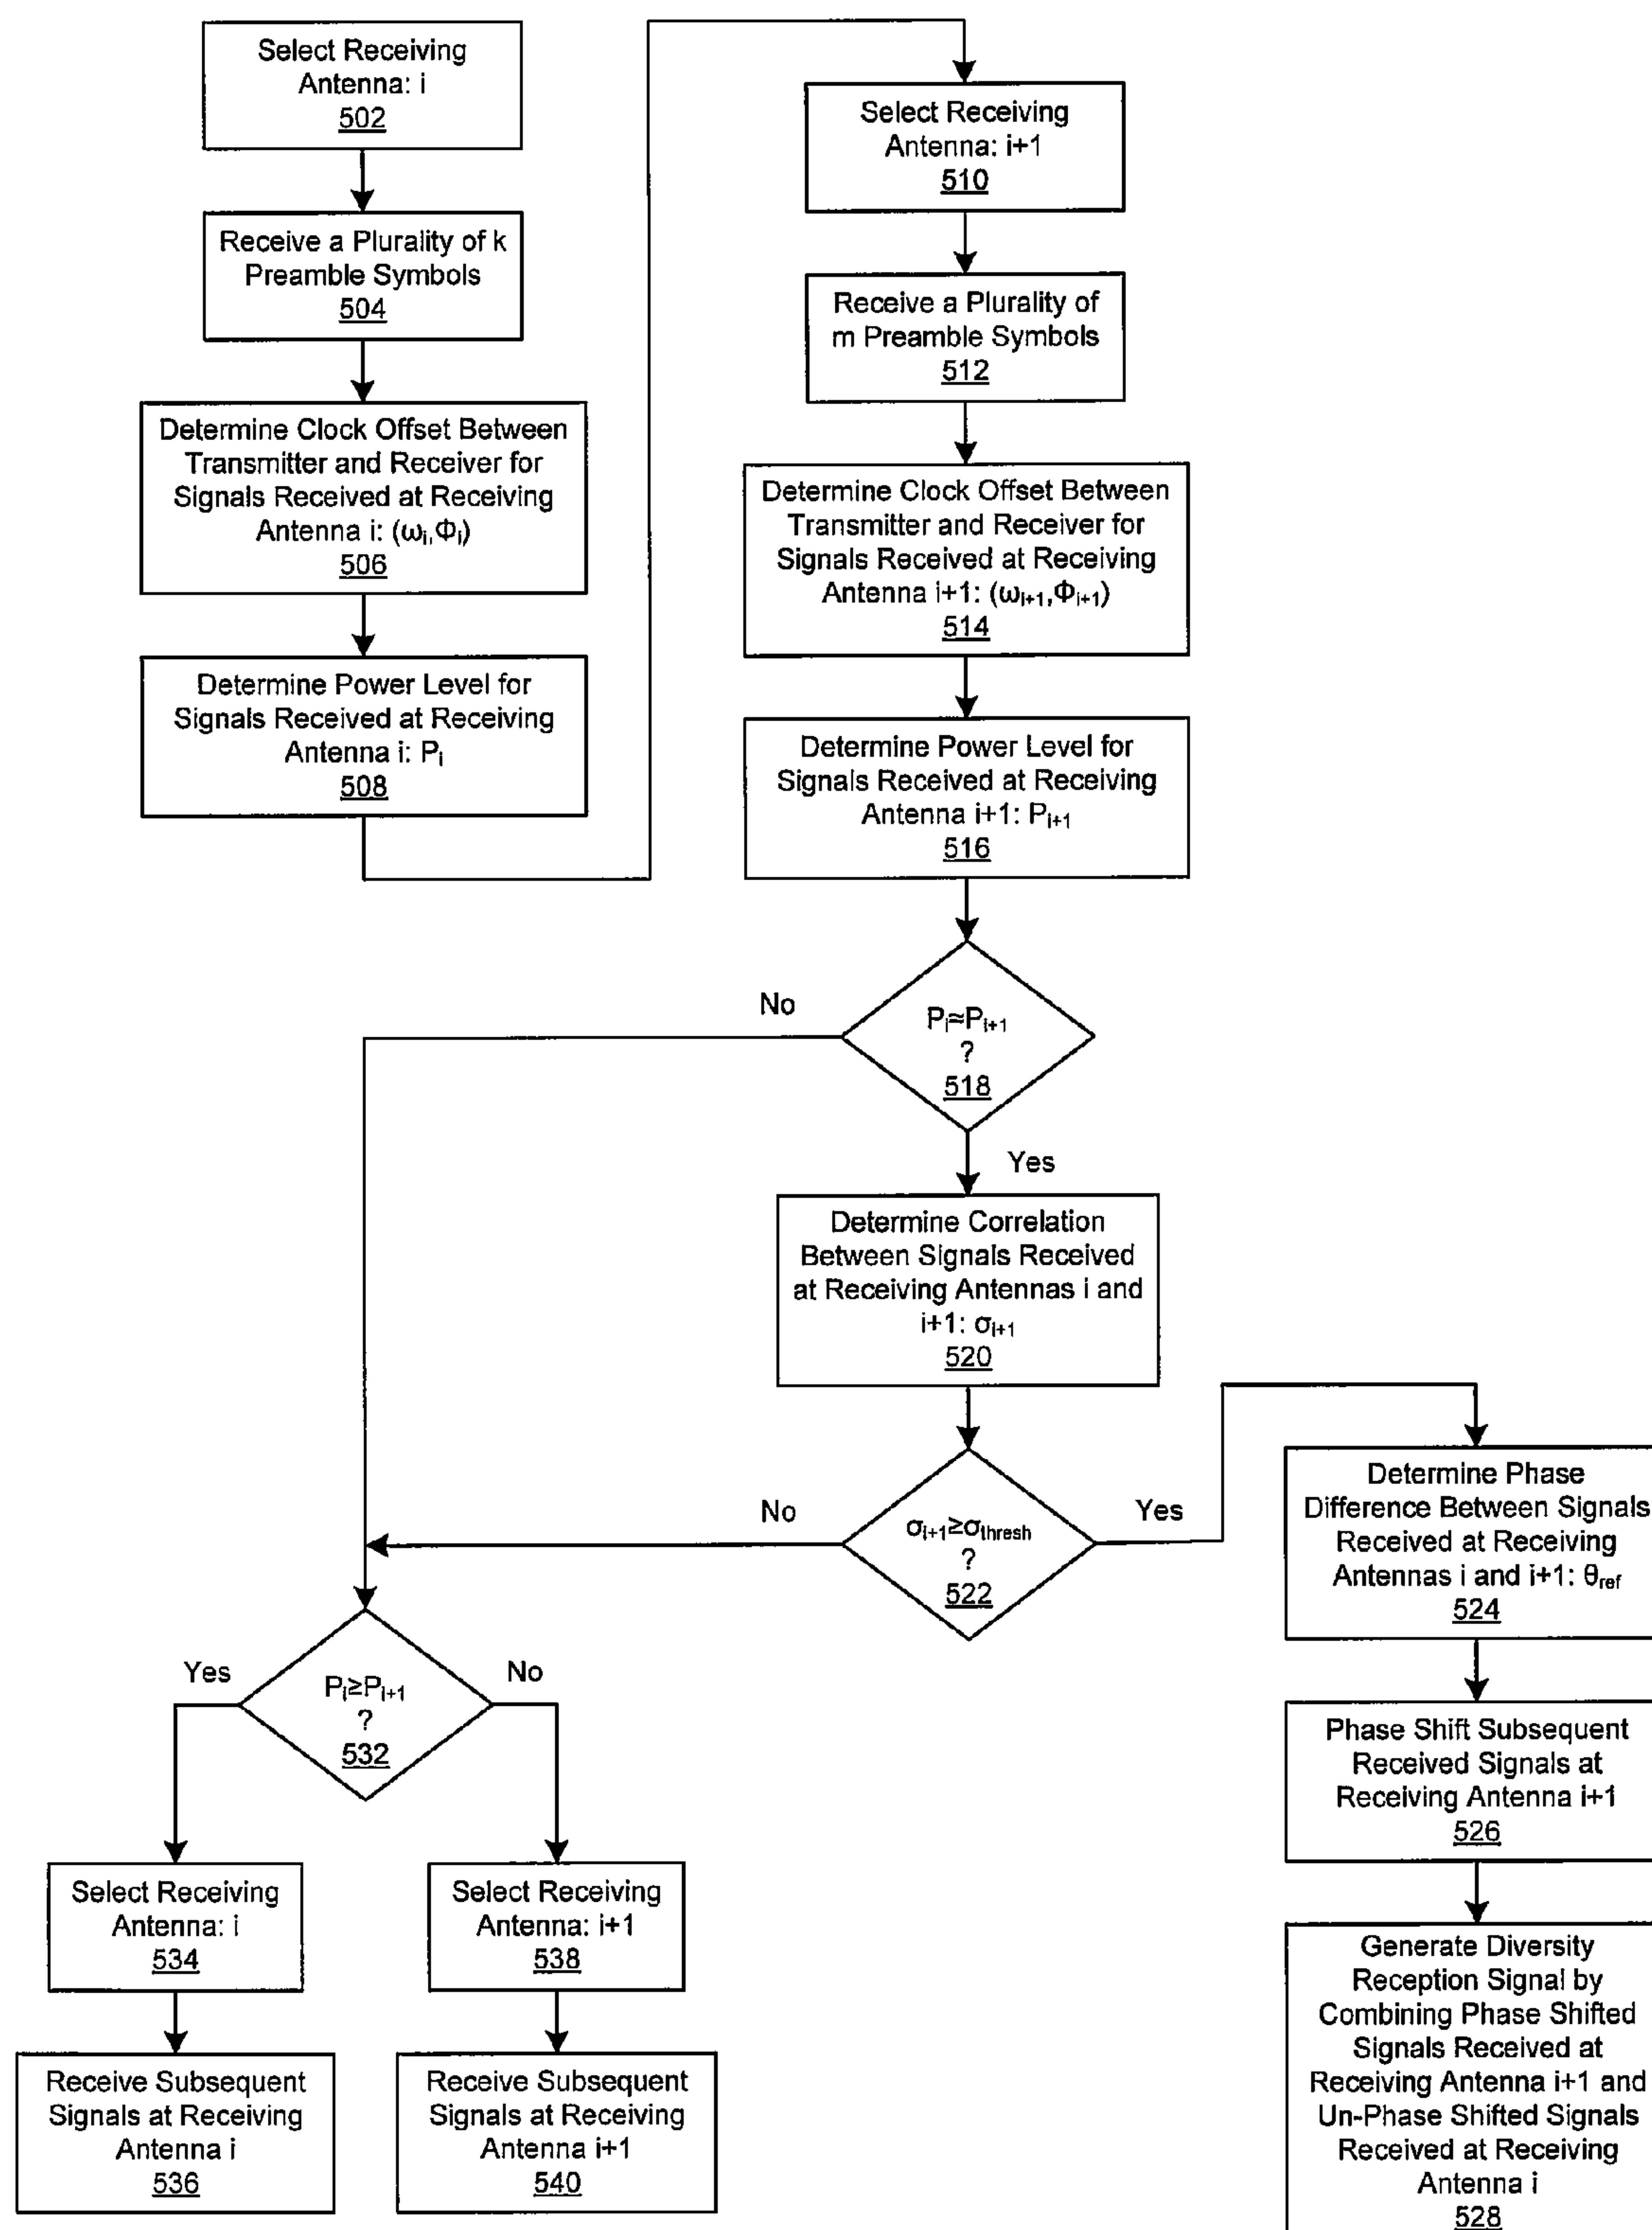 Select Receiving
Antenna: i
502
Receive a Plurality of k
Preamble Symbols
504
Determine Clock Offset Between
Transmitter and Receiver for
Signals Received at Receiving
Antenna i: (ωi,Φi)
506
Determine Power Level for
Signals Received at Receiving
Antenna i: Pi
508
Select Receiving
Antenna: i+1
510
Receive a Plurality of
m Preamble Symbols
512
Determine Clock Offset Between
Transmitter and Receiver for
Signals Received at Receiving
Antenna i+1: (ωi+1,Φi+1)
514
Determine Power Level for
Signals Received at Receiving
Antenna i+1: Pi+1
516
No
Pi≈Pi+1
?
518
Yes
Determine Correlation
Between Signals Received
at Receiving Antennas i and
i+1: σi+1
520
No
σi+1≥σthresh
?
522
Yes
Determine Phase
Difference Between Signals
Received at Receiving
Antennas i and i+1: θref
524
Phase Shift Subsequent
Received Signals at
Receiving Antenna i+1
526
Generate Diversity
Reception Signal by
Combining Phase Shifted
Signals Received at
Receiving Antenna i+1 and
Un-Phase Shifted Signals
Received at Receiving
Antenna i
528
Yes
Pi≥Pi+1
?
532
No
Select Receiving
Antenna: i
534
Receive Subsequent
Signals at Receiving
Antenna i
536
Select Receiving
Antenna: i+1
538
Receive Subsequent
Signals at Receiving
Antenna i+1
540